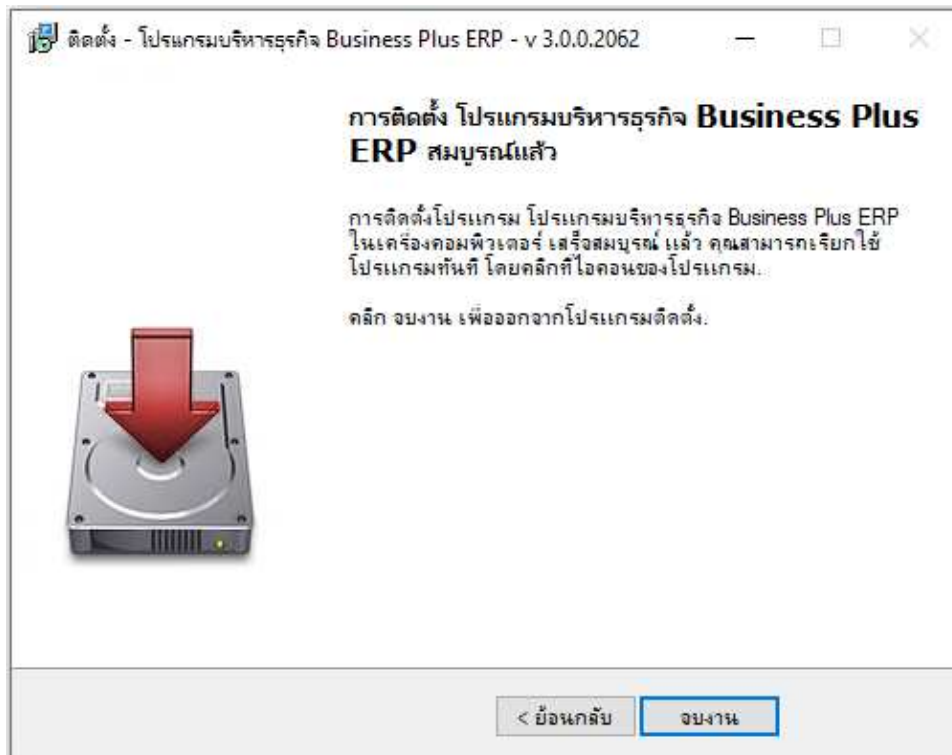 ติดตั้ง - โปรแกรมบริหารธุรกิจ Business Plus ERP - v 3.0.0.2062
การติดตั้ง โปรแกรมบริหารธุรกิจ Business Plus
ERP สมบูรณ์แล้ว
การติดตั้งโปรแกรม โปรแกรมบริหารธุรกิจ Business Plus ERP
ในเครื่องคอมพิวเตอร์ เสร็จสมบูรณ์ แล้ว คุณสามารถเรียกใช้
โปรแกรมทันที โดยคลิกที่ไอคอนของโปรแกรม.
คลิก จบงาน เพื่อออกจากโปรแกรมติดตั้ง.
< ย้อนกลับ จบงาน